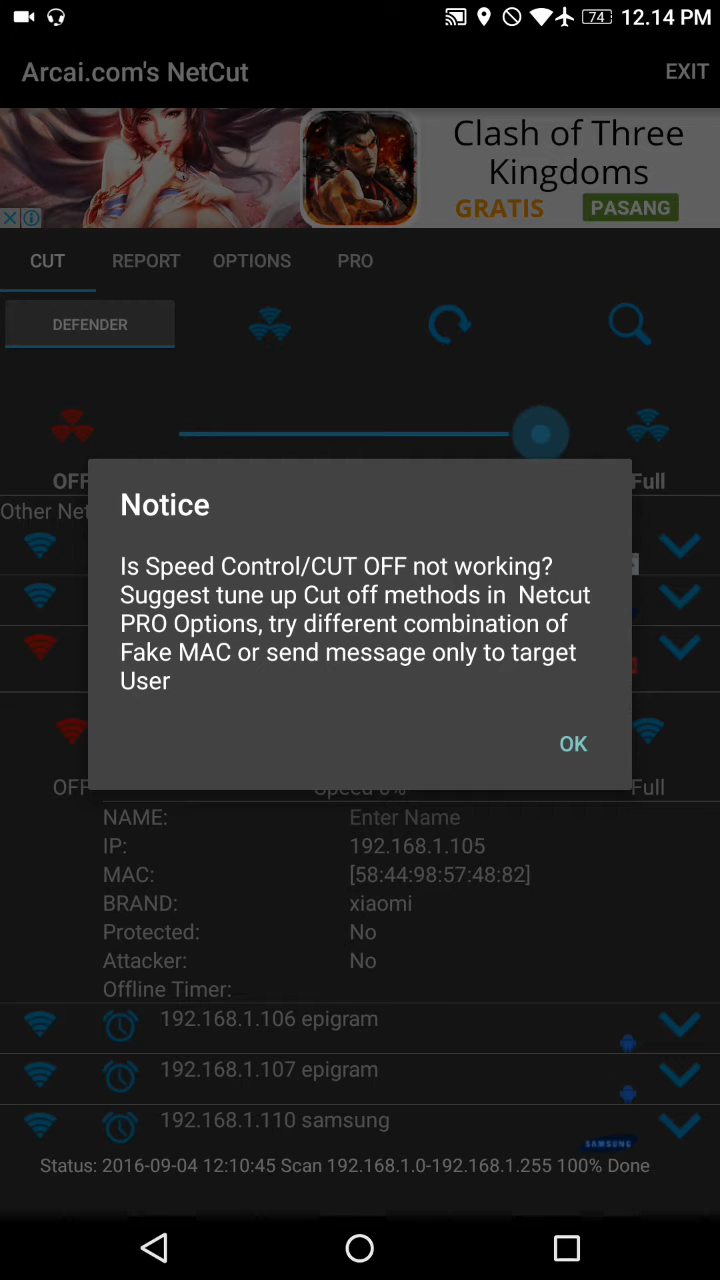 74 12.14 PM
Arcai.com's NetCut EXIT
Clash of Three
Kingdoms
GRATIS PASANG
CUT REPORT OPTIONS PRO
DEFENDER
OFF Full
Other Net
Notice
Is Speed Control/CUT OFF not working?
Suggest tune up Cut off methods in Netcut
PRO Options, try different combination of
Fake MAC or send message only to target
User
OK
OFF Speed 0% Full
NAME: Enter Name
IP: 192.168.1.105
MAC: [58:44:98:57:48:82]
BRAND: xiaomi
Protected: No
Attacker: No
Offline Timer:
192.168.1.106 epigram
192.168.1.107 epigram
192.168.1.110 samsung
SAMSUNG
Status: 2016-09-04 12:10:45 Scan 192.168.1.0-192.168.1.255 100% Done